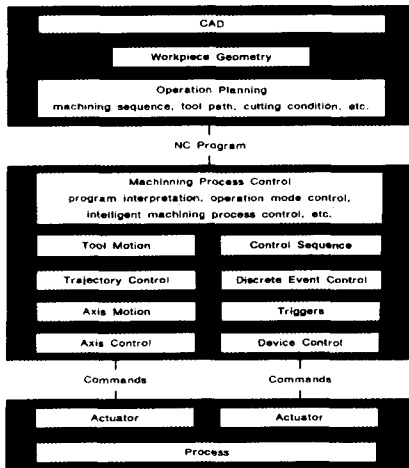 CAD
Workpiece Geometry
Operation Planning
machining sequence, tool path, cutting condition, etc.
NC Program
Machinning Process Control
program interpretation, operation mode control,
intelligent machining process control, etc.
Tool Motion
Control Sequence
Trajectory Control
Discrete Event Control
Axis Motion
Triggers
Axis Control
Device Control
Commands
Commands
Actuator
Actuator
Process